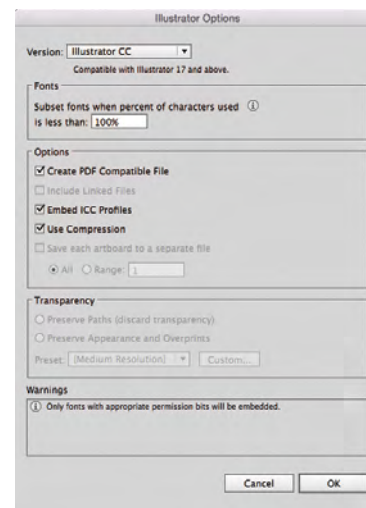 Illustrator Options
Version: Illustrator CC
Compatible with Illustrator 17 and above.
Fonts
Subset fonts when percent of characters used
is less than: 100%
Options
Create PDF Compatible File
Include Linked Files
Embed ICC Profiles
Use Compression
Save each artboard to a separate file
All Range: 1
Transparency
Preserve Paths (discard transparency)
Preserve Appearance and Overprints
Preset: [Medium Resolution] Custom...
Warnings
Only fonts with appropriate permission bits will be embedded.
Cancel OK